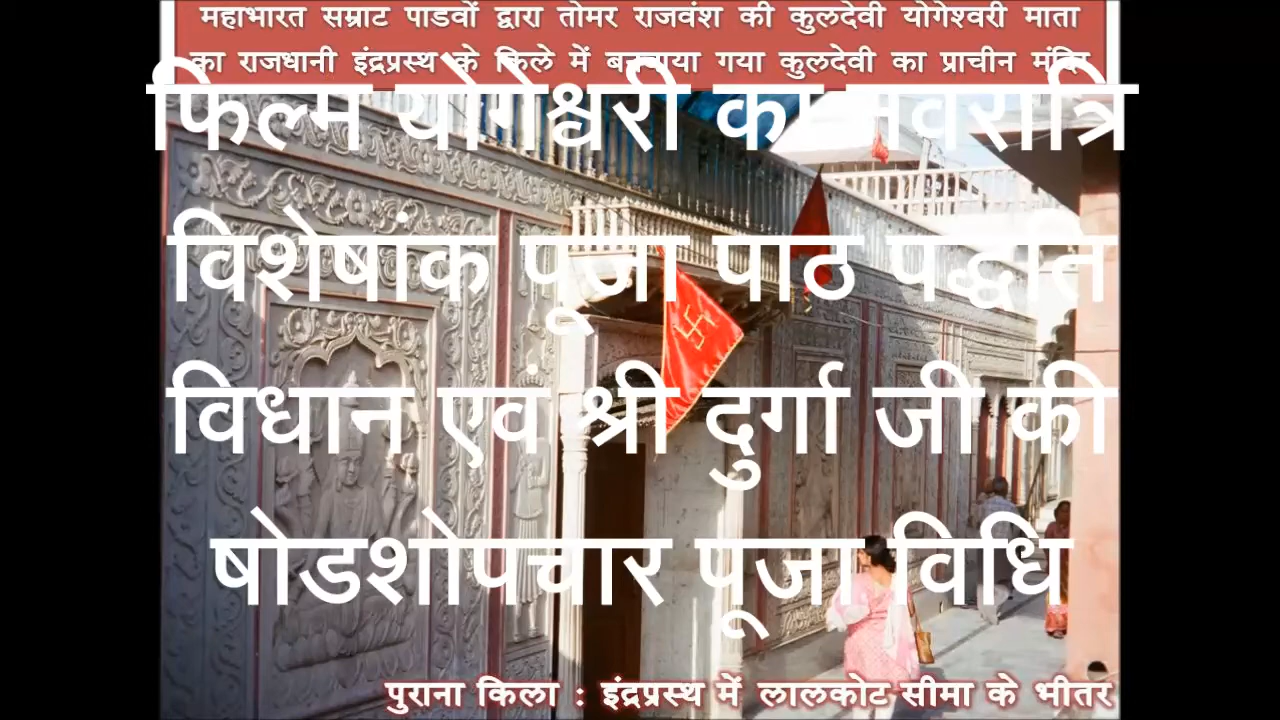 महाभारत सम्राट पाडवों द्वारा तोमर राजवंश की कुलदेवी योगेश्वरी माता
का राजधानी इंद्रप्रस्थ के किले में बनवाया गया कुलदेवी का प्राचीन मंदिर
फिल्म योगेश्वरी का नवरात्रि
विशेषांक पूजा पाठ पद्धति
विधान एवं श्री दुर्गा जी की
षोडशोपचार पूजा विधि
पुराना किला : इंद्रप्रस्थ में लालकोट सीमा के भीतर